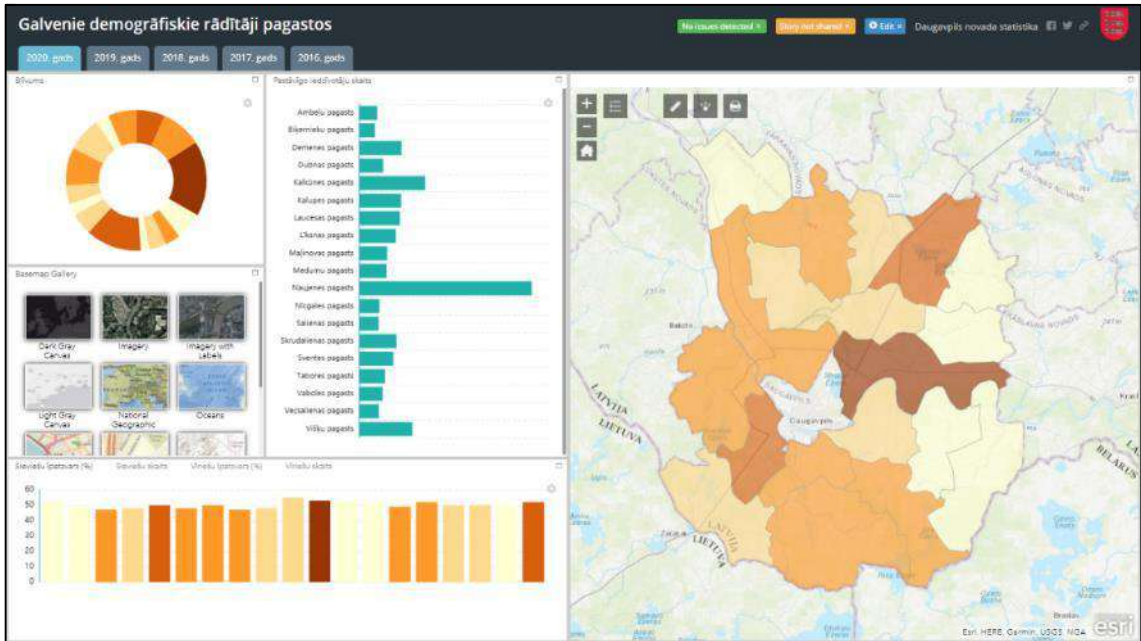 Galvenie demogrāfiskie rādītāji pagastos
No issues detected
Story not shared
Edit
Daugavpils novada statistika
2020. gads
2019. gads
2018. gads
2017. gads
2016. gads
Blīvums
Basemap Gallery
Dark Gray Canvas
Imagery
Imagery with Labels
Light Gray Canvas
National Geographic
Oceans
Pastāvīgo iedzīvotāju skaits
Ambeļu pagasts
Biķernieku pagasts
Demenes pagasts
Dubnas pagasts
Kalkūnes pagasts
Kalupes pagasts
Laucesas pagasts
Līksnas pagasts
Maļinovas pagasts
Medumu pagasts
Naujenes pagasts
Nīcgales pagasts
Salienas pagasts
Skrudalienas pagasts
Sventes pagasts
Tabores pagasts
Vaboles pagasts
Vecsalienas pagasts
Višķu pagasts
Sieviešu īpatsvars (%)
Sieviešu skaits
Vīriešu īpatsvars (%)
Vīriešu skaits
60
50
40
30
20
10
0
Daugavpils
LATVIJA
LIETUVA
LATVIJA
LIETUVA
BELARUS
Esri, HERE, Garmin, USGS, NGA
esri